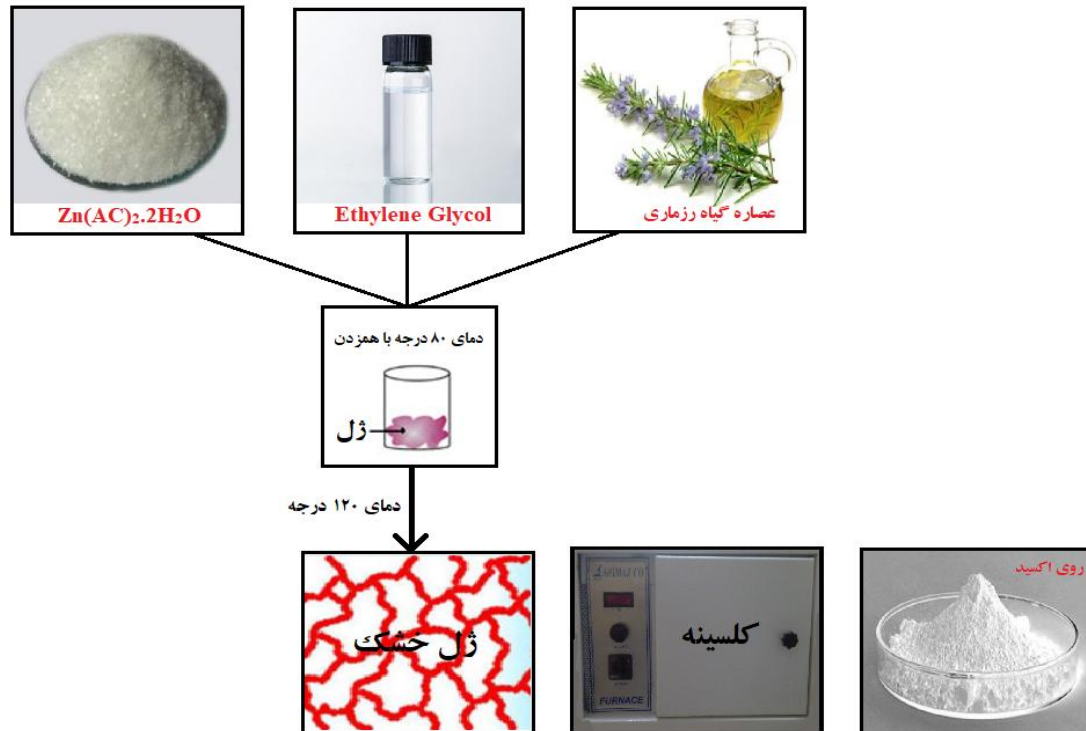 Zn(AC)₂.2H₂O
Ethylene Glycol
عصاره گیاه رزماری
دمای ۸۰ درجه با همزدن
ژل
دمای ۱۲۰ درجه
ژل خشک
کلسینه
FURNACE
روی اکسید